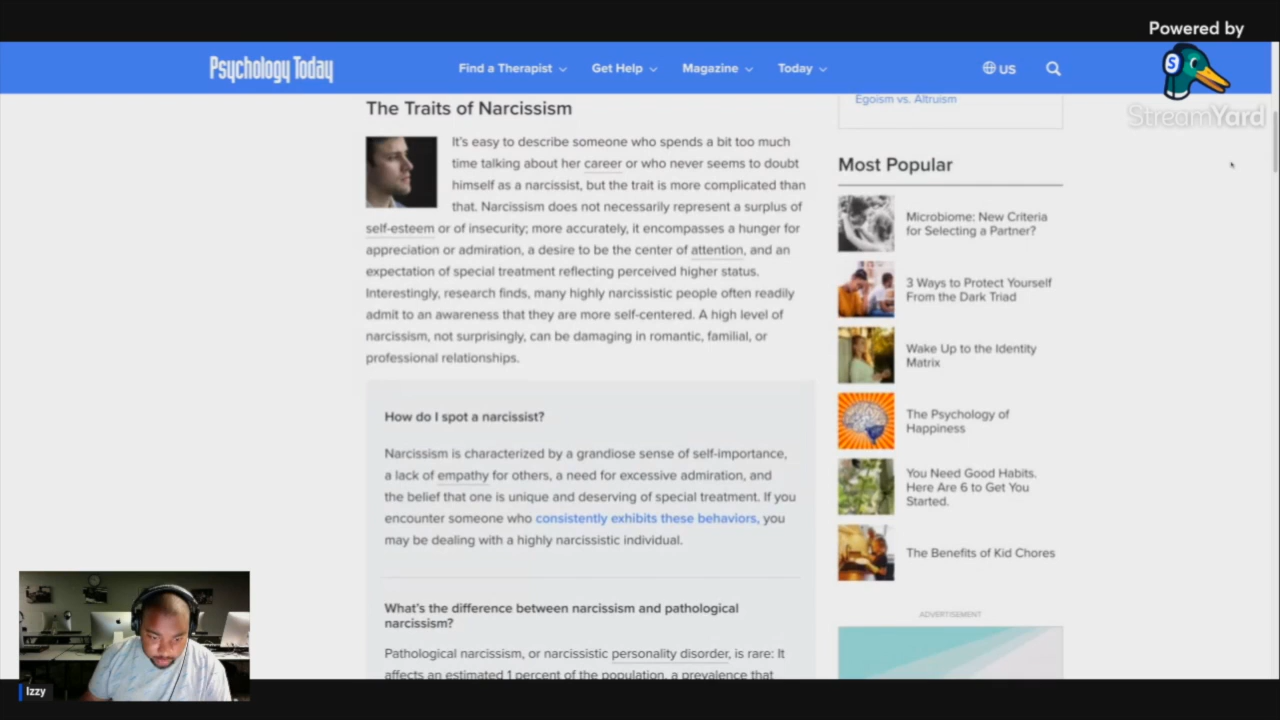 Powered by
StreamYard
S
Psychology Today
Find a Therapist
Get Help
Magazine
Today
US
The Traits of Narcissism
It's easy to describe someone who spends a bit too much
time talking about her career or who never seems to doubt
himself as a narcissist, but the trait is more complicated than
that. Narcissism does not necessarily represent a surplus of
self-esteem or of insecurity; more accurately, it encompasses a hunger for
appreciation or admiration, a desire to be the center of attention, and an
expectation of special treatment reflecting perceived higher status.
Interestingly, research finds, many highly narcissistic people often readily
admit to an awareness that they are more self-centered. A high level of
narcissism, not surprisingly, can be damaging in romantic, familial, or
professional relationships.
How do I spot a narcissist?
Narcissism is characterized by a grandiose sense of self-importance,
a lack of empathy for others, a need for excessive admiration, and
the belief that one is unique and deserving of special treatment. If you
encounter someone who consistently exhibits these behaviors, you
may be dealing with a highly narcissistic individual.
What's the difference between narcissism and pathological
narcissism?
Pathological narcissism, or narcissistic personality disorder, is rare: It
affects an estimated 1 percent of the population, a prevalence that
Egoism vs. Altruism
Most Popular
Microbiome: New Criteria
for Selecting a Partner?
3 Ways to Protect Yourself
From the Dark Triad
Wake Up to the Identity
Matrix
The Psychology of
Happiness
You Need Good Habits.
Here Are 6 to Get You
Started.
The Benefits of Kid Chores
ADVERTISEMENT
Izzy